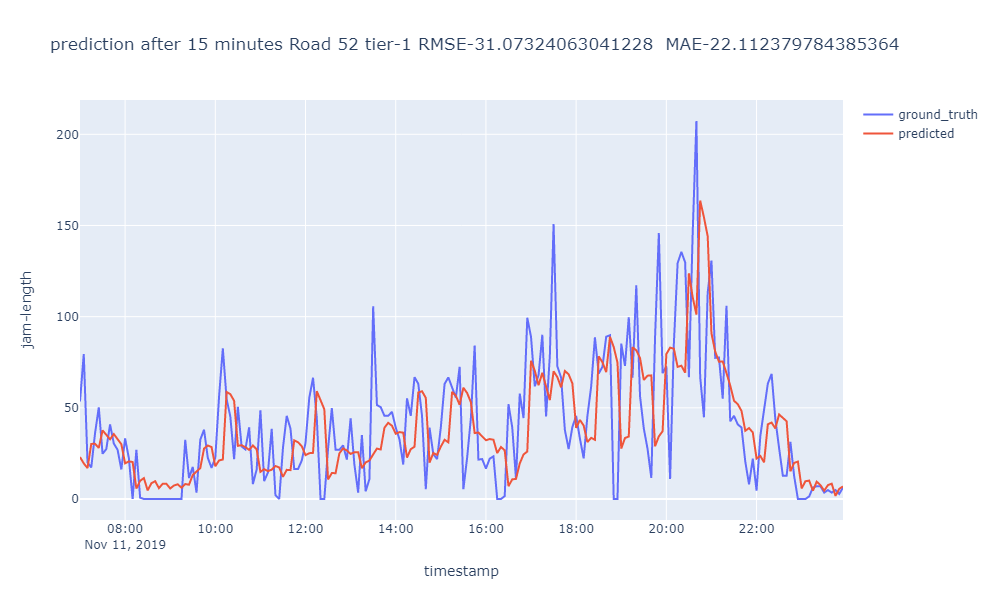 prediction after 15 minutes Road 52 tier-1 RMSE-31.07324063041228 MAE-22.112379784385364
ground_truth
predicted
200
150
100
50
0
jam-length
08:00 10:00 12:00 14:00 16:00 18:00 20:00 22:00
Nov 11, 2019
timestamp